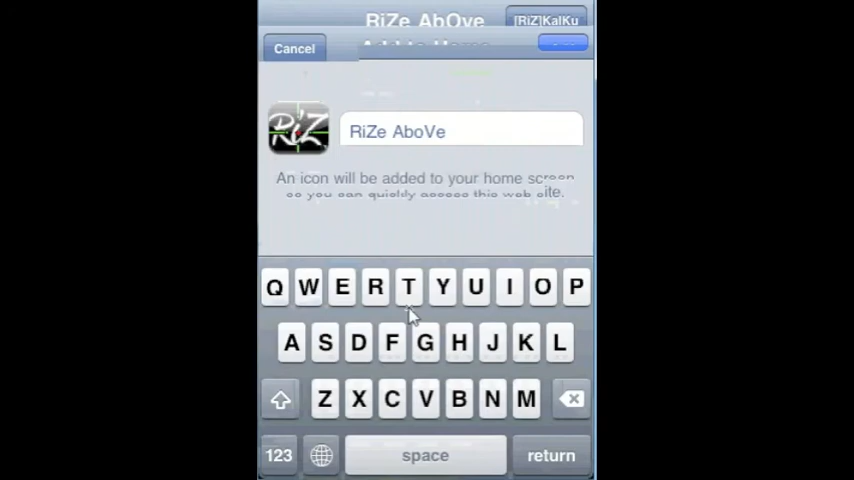 RiZe AbOve
[RiZ]KalKu
Cancel
RiZ
RiZe AboVe
An icon will be added to your home screen
so you can quickly access this web site.
Q W E R T Y U I O P
A S D F G H J K L
Z X C V B N M
123 space return